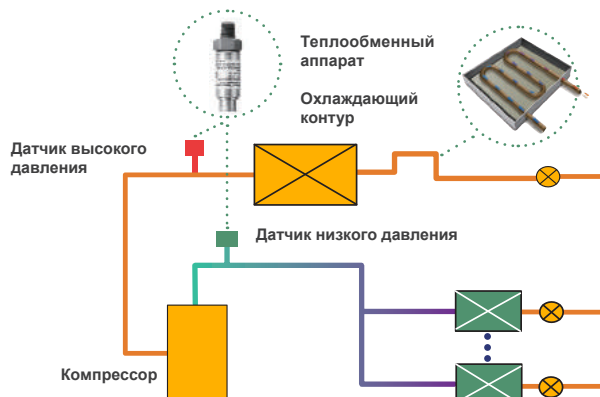 Теплообменный
аппарат
Охлаждающий
контур
Датчик высокого
давления
Датчик низкого давления
Компрессор